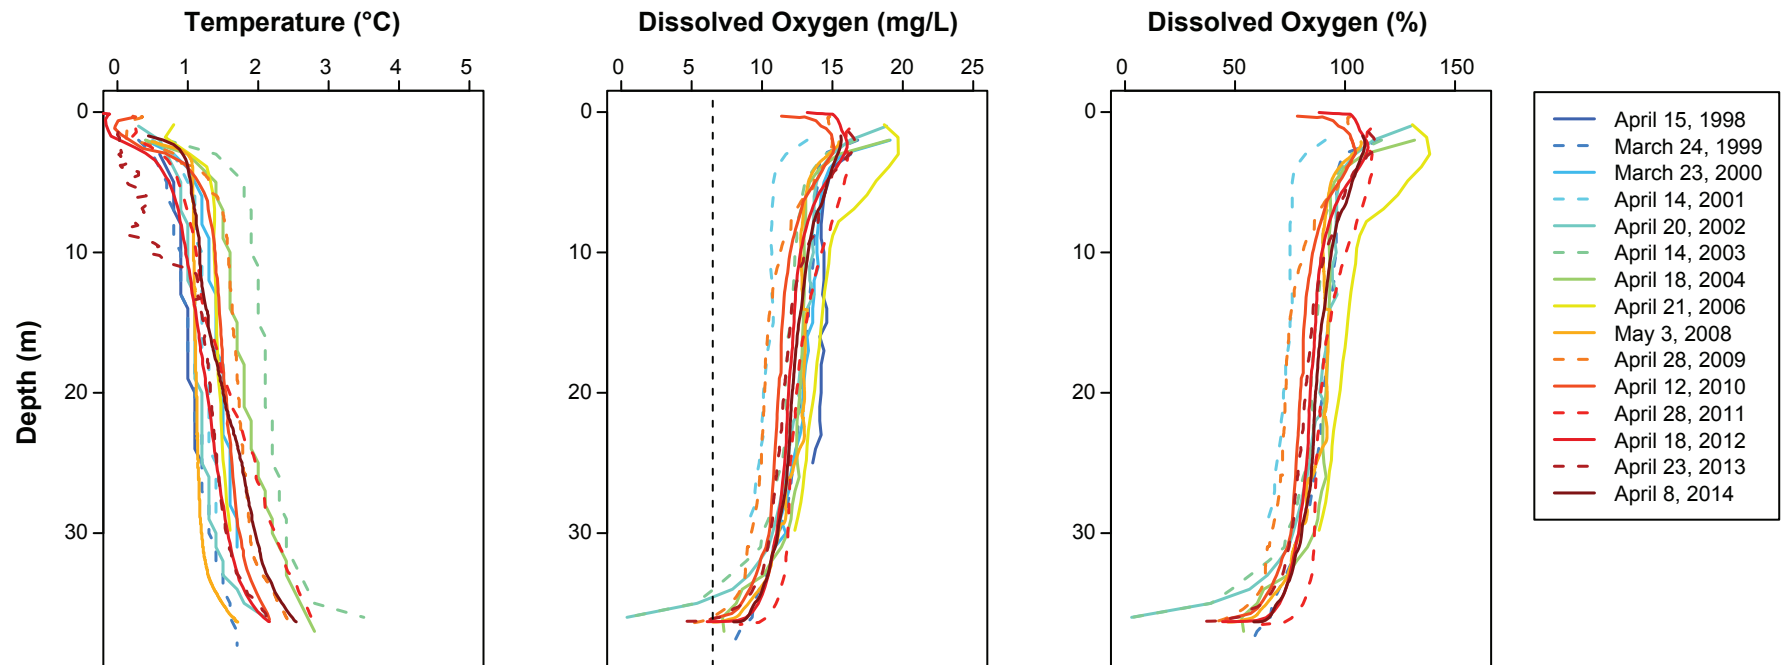 Temperature (°C)
Dissolved Oxygen (mg/L)
Dissolved Oxygen (%)
0 1 2 3 4 5
0 5 10 15 20 25
0 50 100 150
Depth (m)
0
10
20
30
0
10
20
30
0
10
20
30
April 15, 1998
March 24, 1999
March 23, 2000
April 14, 2001
April 20, 2002
April 14, 2003
April 18, 2004
April 21, 2006
May 3, 2008
April 28, 2009
April 12, 2010
April 28, 2011
April 18, 2012
April 23, 2013
April 8, 2014